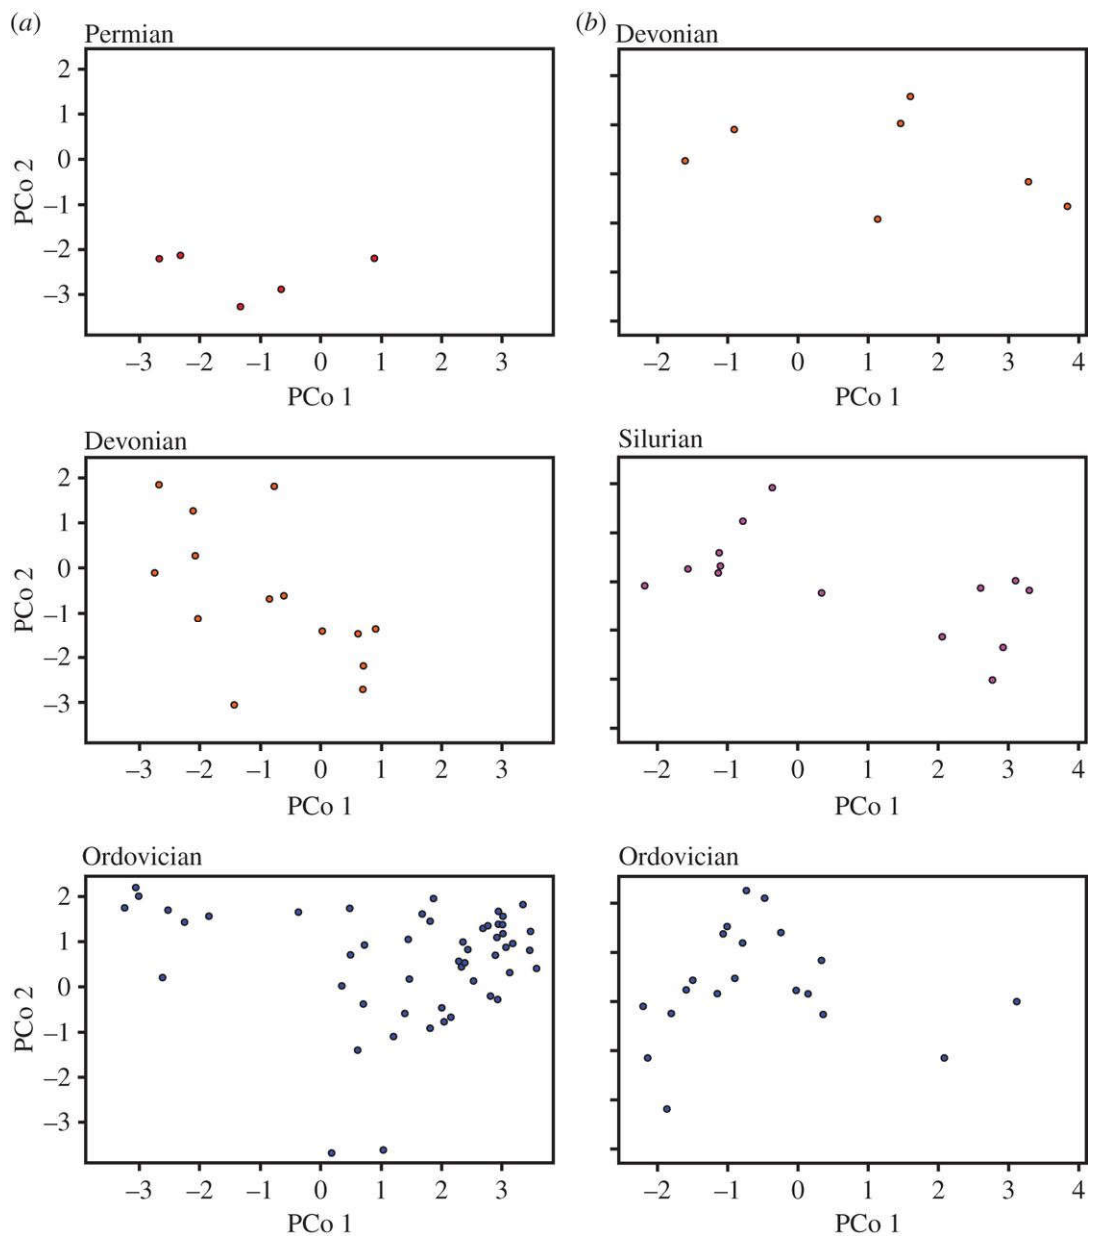 (a)
Permian
2
1
0
–1
–2
–3
PCo 2
–3 –2 –1 0 1 2 3
PCo 1
Devonian
2
1
0
–1
–2
–3
PCo 2
–3 –2 –1 0 1 2 3
PCo 1
Ordovician
2
1
0
–1
–2
–3
PCo 2
–3 –2 –1 0 1 2 3
PCo 1
(b)
Devonian
–2 –1 0 1 2 3 4
PCo 1
Silurian
–2 –1 0 1 2 3 4
PCo 1
Ordovician
–2 –1 0 1 2 3 4
PCo 1